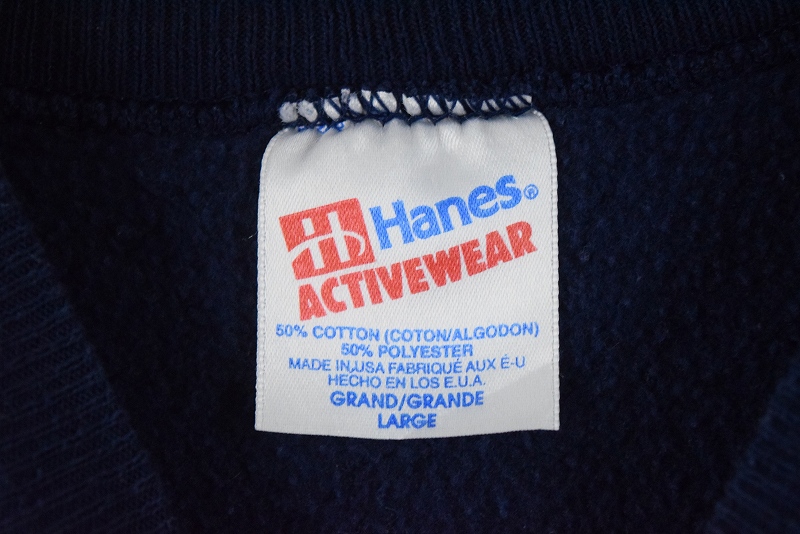 Hanes®
ACTIVEWEAR
50% COTTON (COTON/ALGODON)
50% POLYESTER
MADE IN USA FABRIQUÉ AUX É-U
HECHO EN LOS E.U.A.
GRAND/GRANDE
LARGE